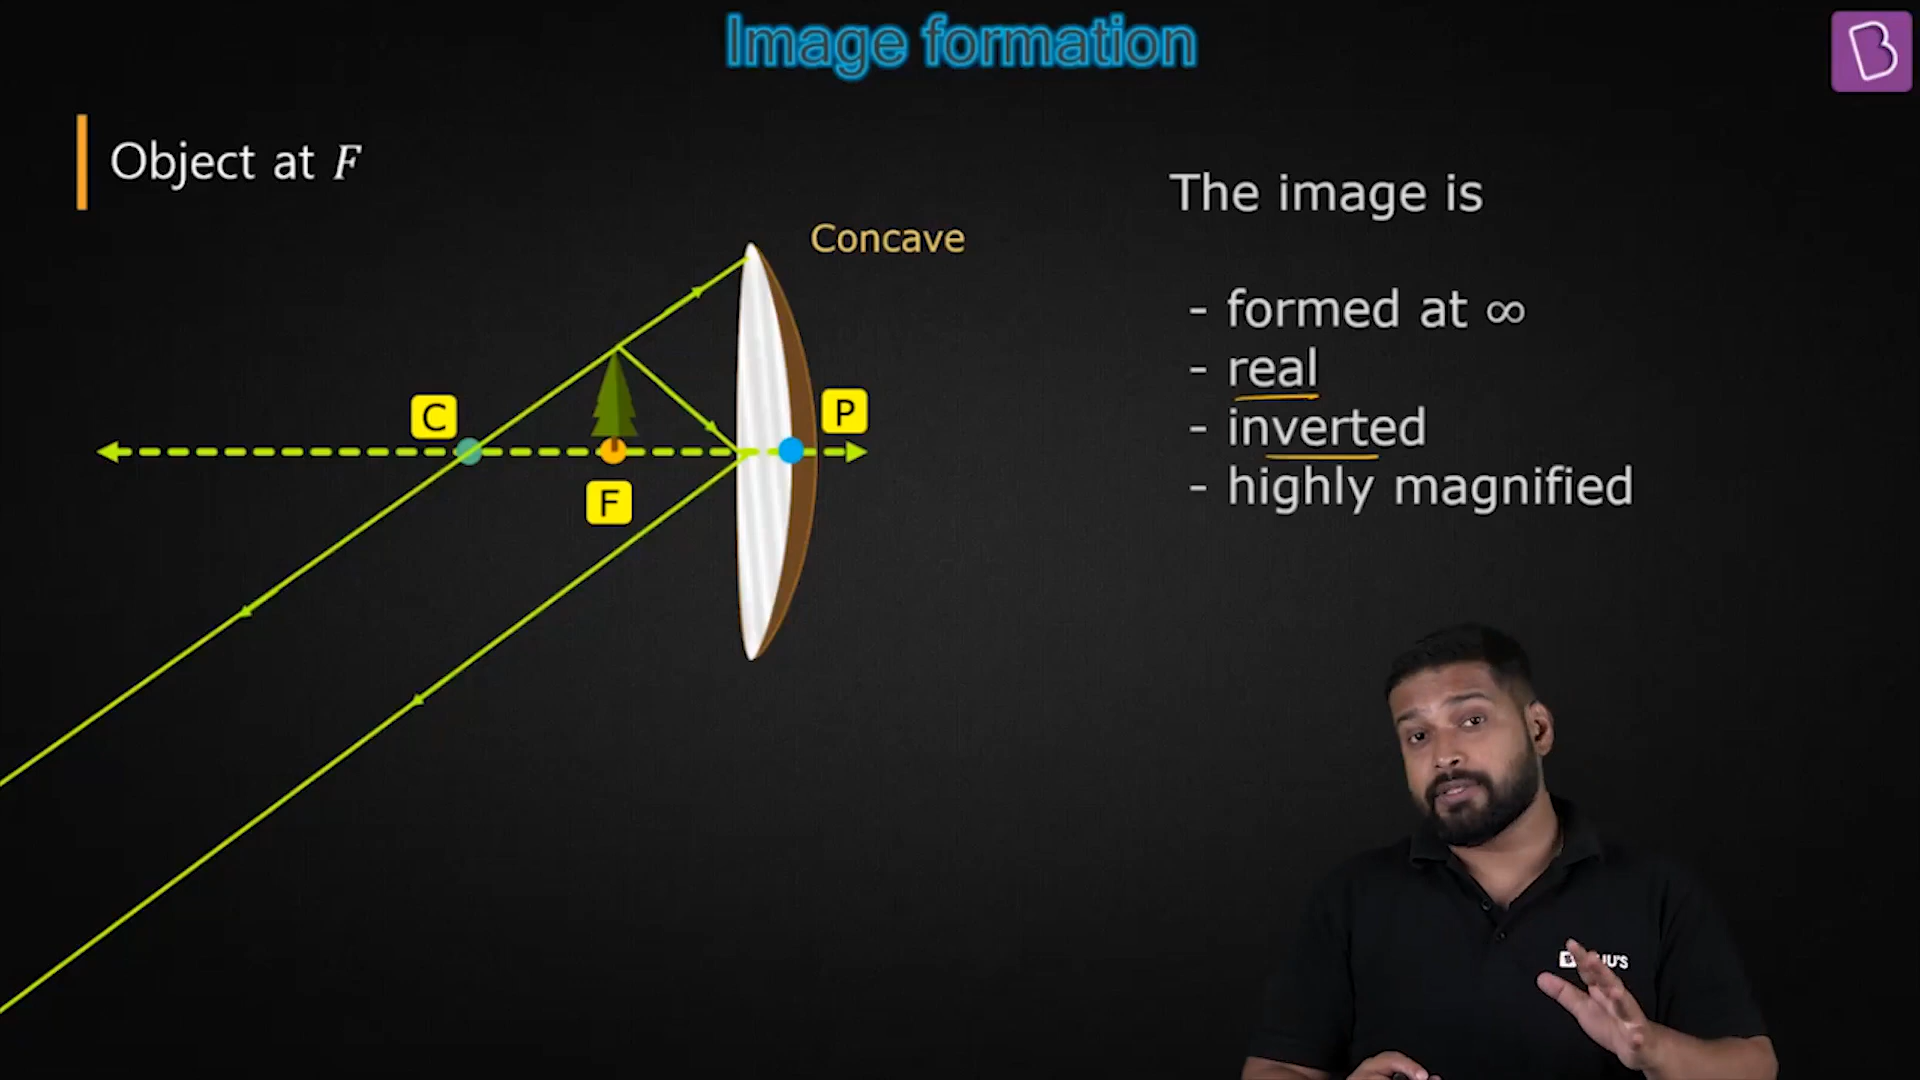 Image formation
B
Object at F
The image is
Concave
- formed at ∞
- real
- inverted
- highly magnified
C
P
F